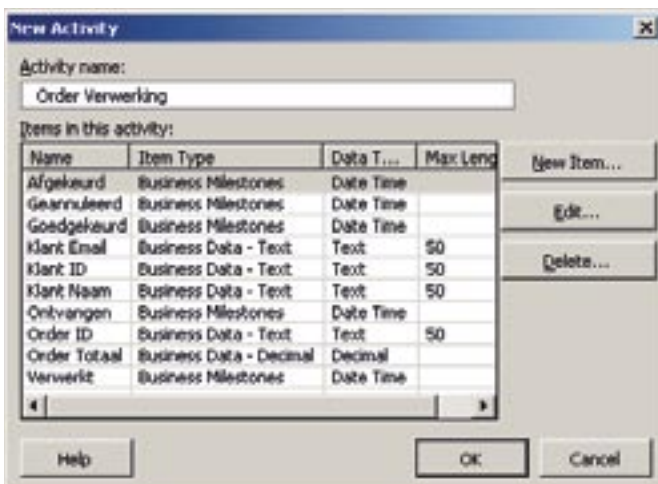 New Activity
Activity name:
Order Verwerking
Items in this activity:
Name Item Type Data T... Max Leng
Afgekeurd Business Milestones Date Time
Geannuleerd Business Milestones Date Time
Goedgekeurd Business Milestones Date Time
Klant Email Business Data - Text Text 50
Klant ID Business Data - Text Text 50
Klant Naam Business Data - Text Text 50
Ontvangen Business Milestones Date Time
Order ID Business Data - Text Text 50
Order Totaal Business Data - Decimal Decimal
Verwerkt Business Milestones Date Time
New Item...
Edit...
Delete...
Help OK Cancel